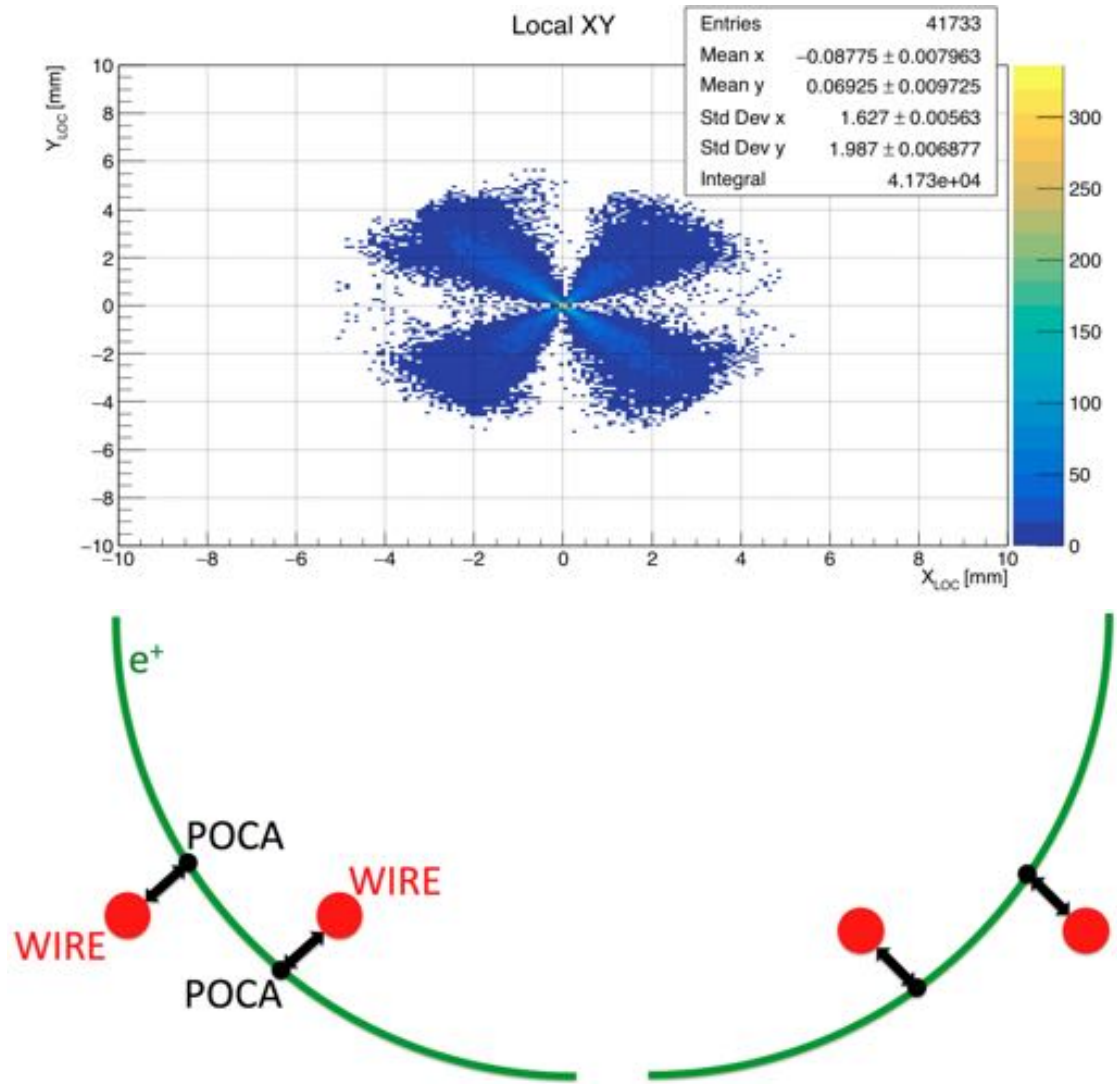 Local XY
Entries 41733
Mean x −0.08775 ± 0.007963
Mean y 0.06925 ± 0.009725
Std Dev x 1.627 ± 0.00563
Std Dev y 1.987 ± 0.006877
Integral 4.173e+04
Y_LOC [mm]
10
8
6
4
2
0
−2
−4
−6
−8
−10
−10 −8 −6 −4 −2 0 2 4 6 8 10
X_LOC [mm]
300
250
200
150
100
50
0
e⁺
POCA
WIRE
WIRE
POCA